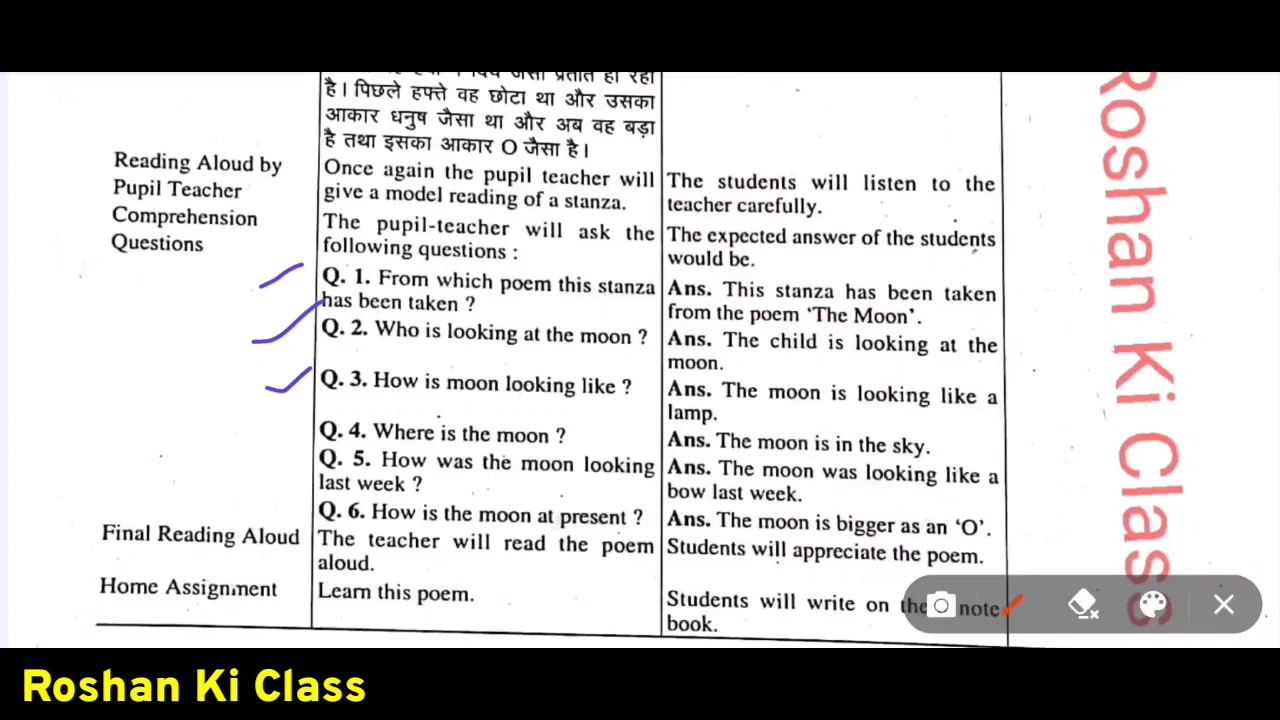 है। पिछले हफ्ते वह छोटा था और उसका
आकार धनुष जैसा था और अब वह बड़ा
है तथा इसका आकार O जैसा है।
Reading Aloud by
Pupil Teacher
Comprehension
Questions
Once again the pupil teacher will
give a model reading of a stanza.
The pupil-teacher will ask the
following questions :
Q. 1. From which poem this stanza
has been taken ?
Q. 2. Who is looking at the moon ?
Q. 3. How is moon looking like ?
Q. 4. Where is the moon ?
Q. 5. How was the moon looking
last week ?
Q. 6. How is the moon at present ?
The students will listen to the
teacher carefully.
The expected answer of the students
would be.
Ans. This stanza has been taken
from the poem ‘The Moon’.
Ans. The child is looking at the
moon.
Ans. The moon is looking like a
lamp.
Ans. The moon is in the sky.
Ans. The moon was looking like a
bow last week.
Ans. The moon is bigger as an ‘O’.
Final Reading Aloud
The teacher will read the poem
aloud.
Students will appreciate the poem.
Home Assignment
Learn this poem.
Students will write on the note
book.
Roshan Ki Class
Roshan Ki Class